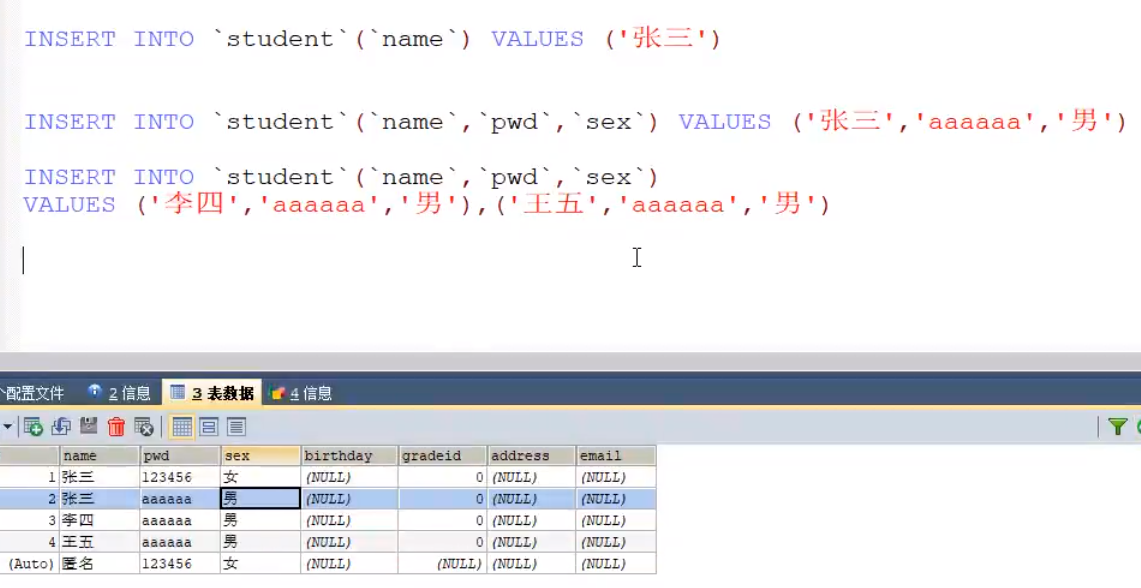 INSERT INTO `student`(`name`) VALUES ('张三')
INSERT INTO `student`(`name`,`pwd`,`sex`) VALUES ('张三','aaaaaa','男')
INSERT INTO `student`(`name`,`pwd`,`sex`)
VALUES ('李四','aaaaaa','男'),('王五','aaaaaa','男')
配置文件 2 信息 3 表数据 4 信息
name pwd sex birthday gradeid address email
1 张三 123456 女 (NULL) 0 (NULL) (NULL)
2 张三 aaaaaa 男 (NULL) 0 (NULL) (NULL)
3 李四 aaaaaa 男 (NULL) 0 (NULL) (NULL)
4 王五 aaaaaa 男 (NULL) 0 (NULL) (NULL)
(Auto) 匿名 123456 女 (NULL) (NULL) (NULL) (NULL)